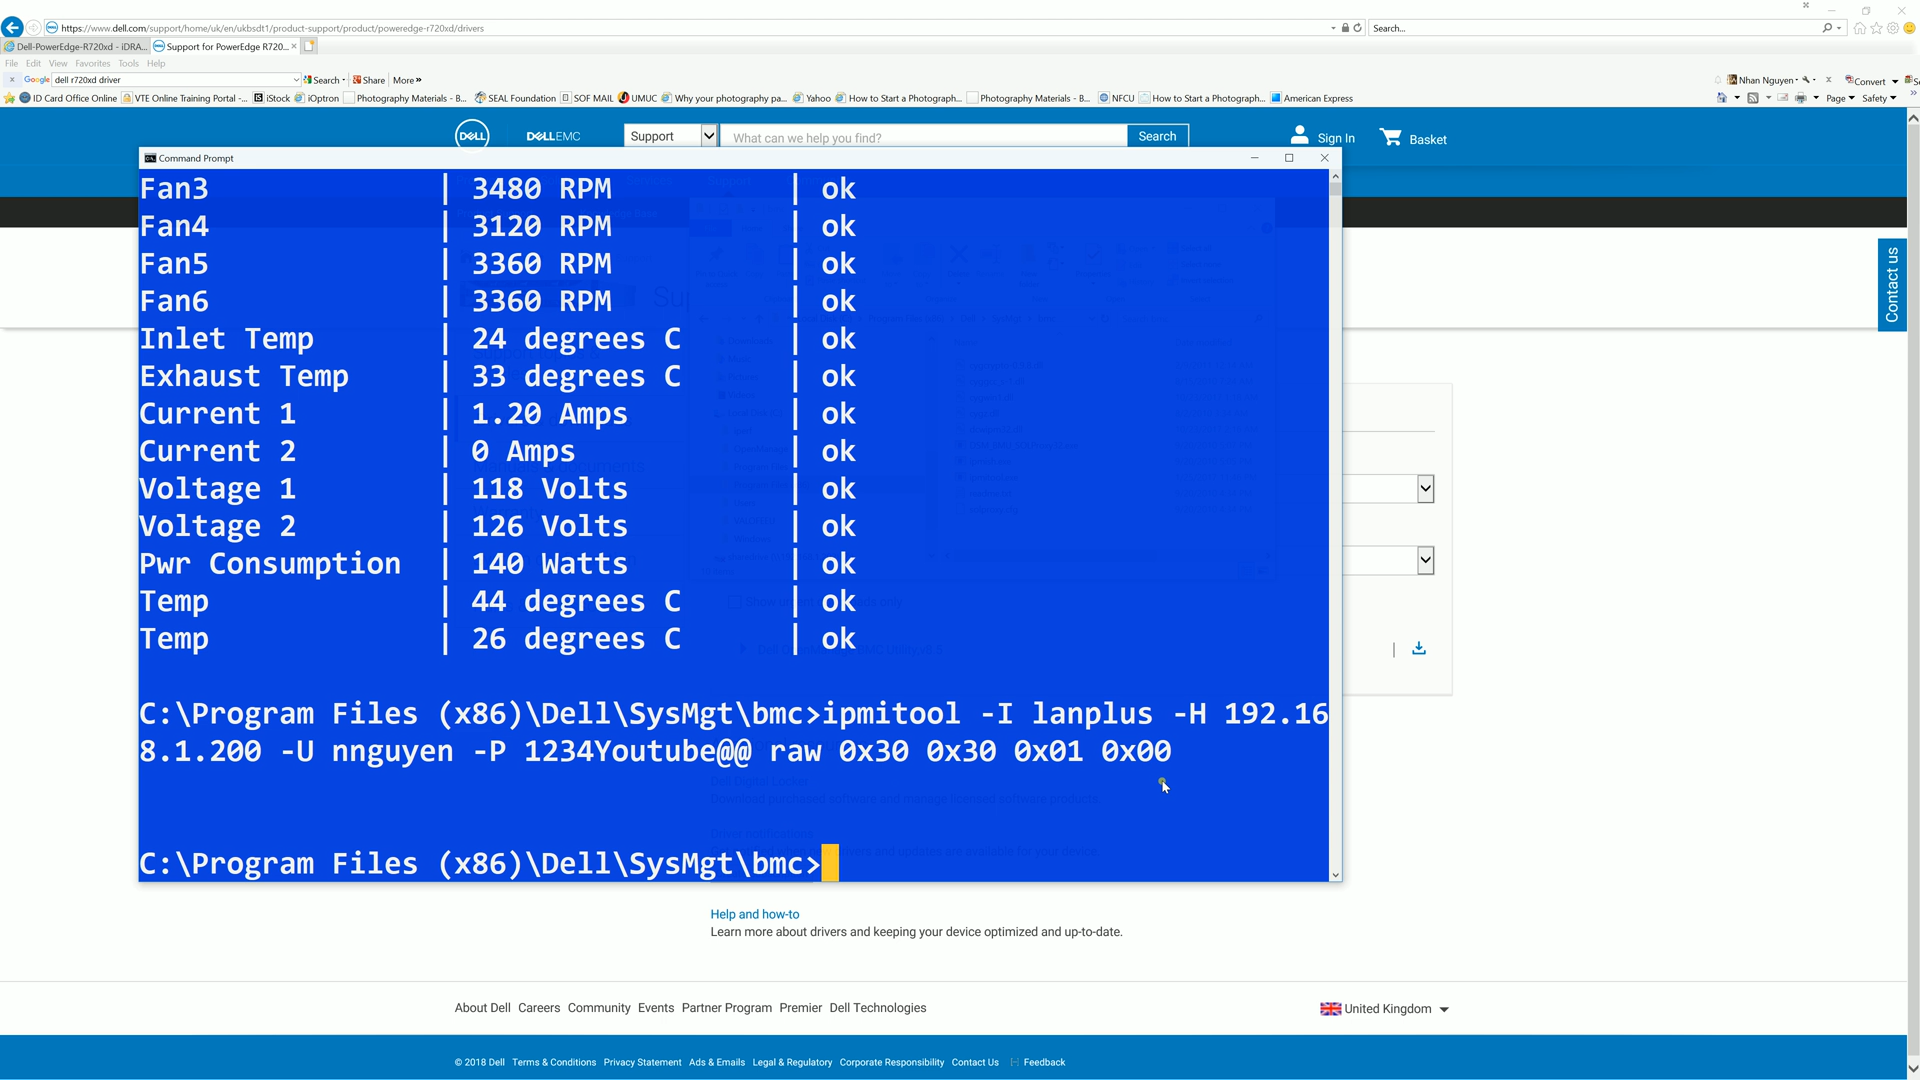 https://www.dell.com/support/home/uk/en/ukbsdt1/product-support/product/poweredge-r720xd/drivers
Search...
Dell-PowerEdge-R720xd - iDRA...
Support for PowerEdge R720...
File Edit View Favorites Tools Help
Google dell r720xd driver Search Share More »
Nhan Nguyen Convert
ID Card Office Online VTE Online Training Portal -... iStock iOptron Photography Materials - B... SEAL Foundation SOF MAIL UMUC Why your photography pa... Yahoo How to Start a Photograph... Photography Materials - B... NFCU How to Start a Photograph... American Express
Page Safety
DELL DELLEMC Support What can we help you find? Search Sign In Basket
Command Prompt
Fan3 | 3480 RPM | ok
Fan4 | 3120 RPM | ok
Fan5 | 3360 RPM | ok
Fan6 | 3360 RPM | ok
Inlet Temp | 24 degrees C | ok
Exhaust Temp | 33 degrees C | ok
Current 1 | 1.20 Amps | ok
Current 2 | 0 Amps | ok
Voltage 1 | 118 Volts | ok
Voltage 2 | 126 Volts | ok
Pwr Consumption | 140 Watts | ok
Temp | 44 degrees C | ok
Temp | 26 degrees C | ok
C:\Program Files (x86)\Dell\SysMgt\bmc>ipmitool -I lanplus -H 192.16
8.1.200 -U nnguyen -P 1234Youtube@@ raw 0x30 0x30 0x01 0x00
C:\Program Files (x86)\Dell\SysMgt\bmc>
Contact us
Help and how-to
Learn more about drivers and keeping your device optimized and up-to-date.
About Dell Careers Community Events Partner Program Premier Dell Technologies
United Kingdom
© 2018 Dell Terms & Conditions Privacy Statement Ads & Emails Legal & Regulatory Corporate Responsibility Contact Us Feedback